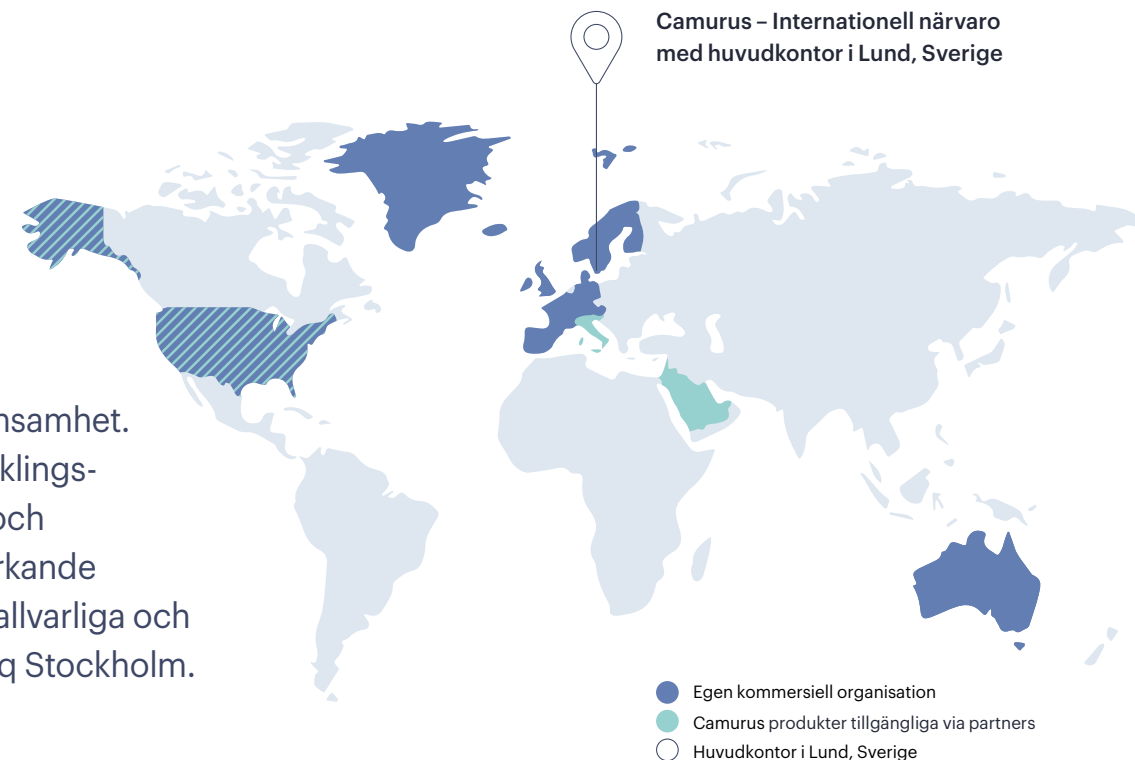 Camurus – Internationell närvaro
med huvudkontor i Lund, Sverige
nsamhet.
klings-
och
rkande
allvarliga och
q Stockholm.
Egen kommersiell organisation
Camurus produkter tillgängliga via partners
Huvudkontor i Lund, Sverige